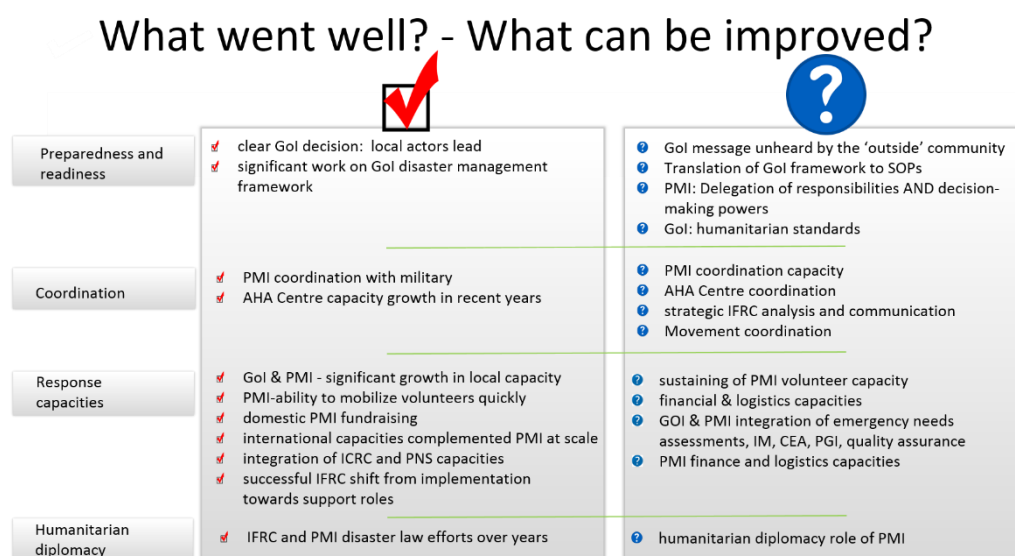 What went well? - What can be improved?
Preparedness and
readiness
clear GoI decision: local actors lead
significant work on GoI disaster management
framework
GoI message unheard by the ‘outside’ community
Translation of GoI framework to SOPs
PMI: Delegation of responsibilities AND decision-
making powers
GoI: humanitarian standards
Coordination
PMI coordination with military
AHA Centre capacity growth in recent years
PMI coordination capacity
AHA Centre coordination
strategic IFRC analysis and communication
Movement coordination
Response
capacities
GoI & PMI - significant growth in local capacity
PMI-ability to mobilize volunteers quickly
domestic PMI fundraising
international capacities complemented PMI at scale
integration of ICRC and PNS capacities
successful IFRC shift from implementation
towards support roles
sustaining of PMI volunteer capacity
financial & logistics capacities
GOI & PMI integration of emergency needs
assessments, IM, CEA, PGI, quality assurance
PMI finance and logistics capacities
Humanitarian
diplomacy
IFRC and PMI disaster law efforts over years
humanitarian diplomacy role of PMI